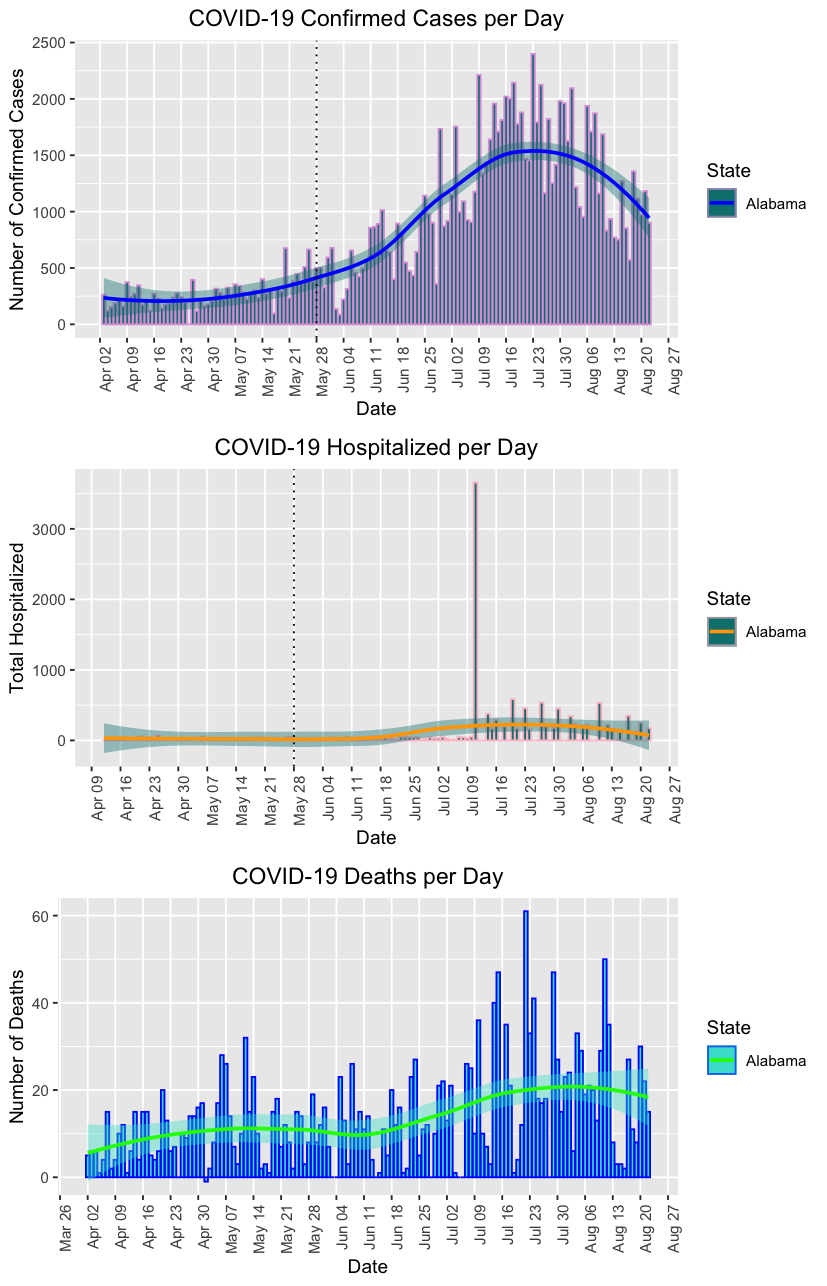 COVID-19 Confirmed Cases per Day
Number of Confirmed Cases
2500
2000
1500
1000
500
0
Apr 02
Apr 09
Apr 16
Apr 23
Apr 30
May 07
May 14
May 21
May 28
Jun 04
Jun 11
Jun 18
Jun 25
Jul 02
Jul 09
Jul 16
Jul 23
Jul 30
Aug 06
Aug 13
Aug 20
Aug 27
Date
State
Alabama
COVID-19 Hospitalized per Day
Total Hospitalized
3000
2000
1000
0
Apr 09
Apr 16
Apr 23
Apr 30
May 07
May 14
May 21
May 28
Jun 04
Jun 11
Jun 18
Jun 25
Jul 02
Jul 09
Jul 16
Jul 23
Jul 30
Aug 06
Aug 13
Aug 20
Aug 27
Date
State
Alabama
COVID-19 Deaths per Day
Number of Deaths
60
40
20
0
Mar 26
Apr 02
Apr 09
Apr 16
Apr 23
Apr 30
May 07
May 14
May 21
May 28
Jun 04
Jun 11
Jun 18
Jun 25
Jul 02
Jul 09
Jul 16
Jul 23
Jul 30
Aug 06
Aug 13
Aug 20
Aug 27
Date
State
Alabama